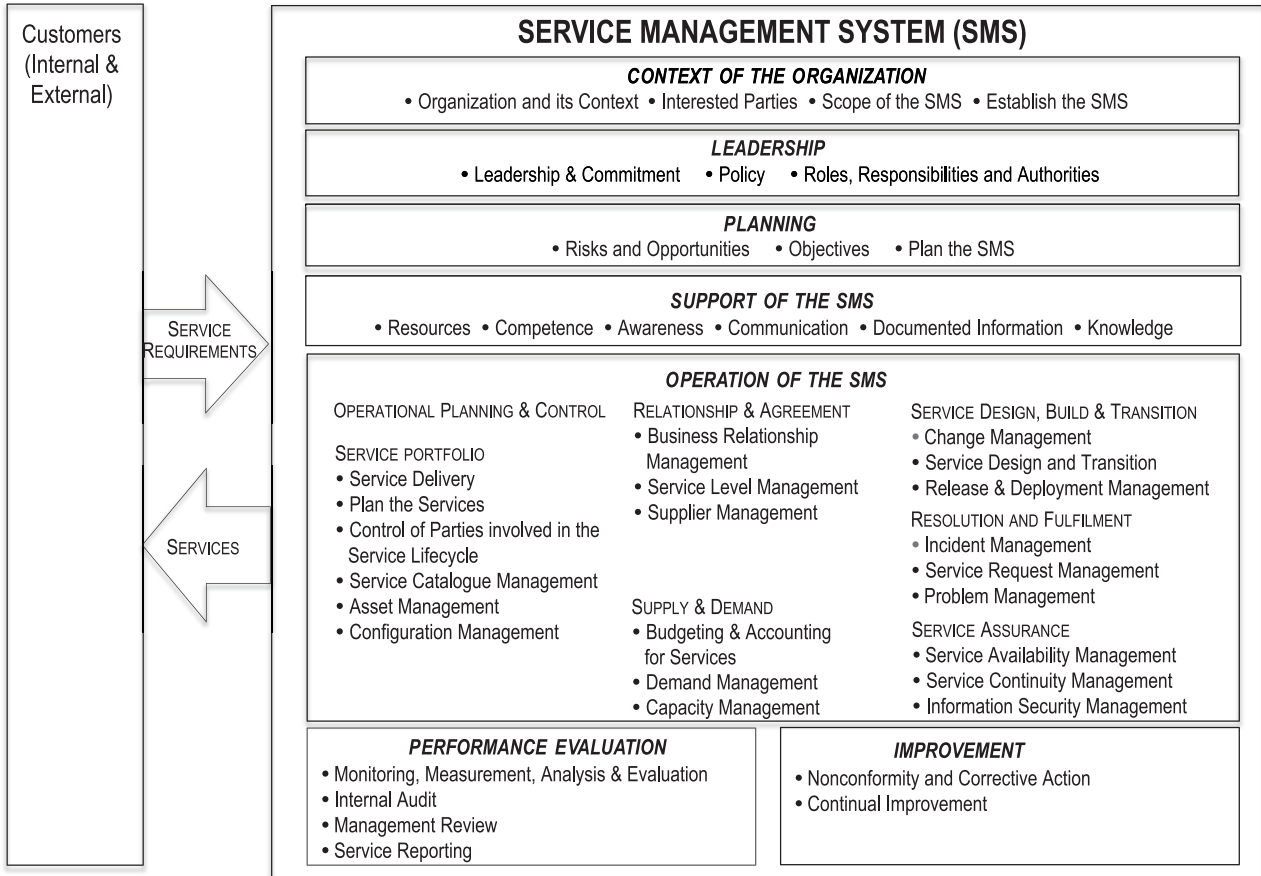 Customers
(Internal &
External)
SERVICE
REQUIREMENTS
SERVICES
SERVICE MANAGEMENT SYSTEM (SMS)
CONTEXT OF THE ORGANIZATION
• Organization and its Context • Interested Parties • Scope of the SMS • Establish the SMS
LEADERSHIP
• Leadership & Commitment • Policy • Roles, Responsibilities and Authorities
PLANNING
• Risks and Opportunities • Objectives • Plan the SMS
SUPPORT OF THE SMS
• Resources • Competence • Awareness • Communication • Documented Information • Knowledge
OPERATION OF THE SMS
OPERATIONAL PLANNING & CONTROL
SERVICE PORTFOLIO
• Service Delivery
• Plan the Services
• Control of Parties involved in the
Service Lifecycle
• Service Catalogue Management
• Asset Management
• Configuration Management
RELATIONSHIP & AGREEMENT
• Business Relationship
Management
• Service Level Management
• Supplier Management
SUPPLY & DEMAND
• Budgeting & Accounting
for Services
• Demand Management
• Capacity Management
SERVICE DESIGN, BUILD & TRANSITION
• Change Management
• Service Design and Transition
• Release & Deployment Management
RESOLUTION AND FULFILMENT
• Incident Management
• Service Request Management
• Problem Management
SERVICE ASSURANCE
• Service Availability Management
• Service Continuity Management
• Information Security Management
PERFORMANCE EVALUATION
• Monitoring, Measurement, Analysis & Evaluation
• Internal Audit
• Management Review
• Service Reporting
IMPROVEMENT
• Nonconformity and Corrective Action
• Continual Improvement